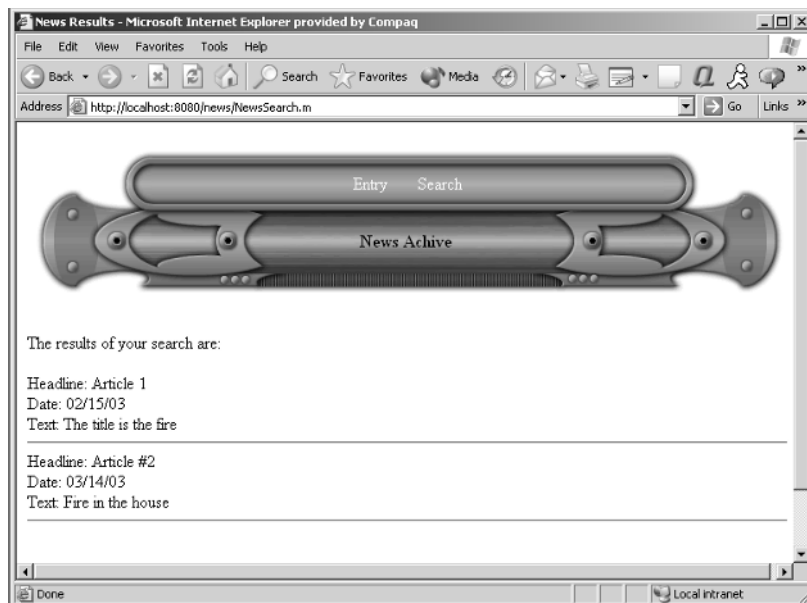 News Results - Microsoft Internet Explorer provided by Compaq
File Edit View Favorites Tools Help
Back Search Favorites Media »
Address http://localhost:8080/news/NewsSearch.m Go Links »
Entry Search
News Achive
The results of your search are:
Headline: Article 1
Date: 02/15/03
Text: The title is the fire
Headline: Article #2
Date: 03/14/03
Text: Fire in the house
Done Local intranet